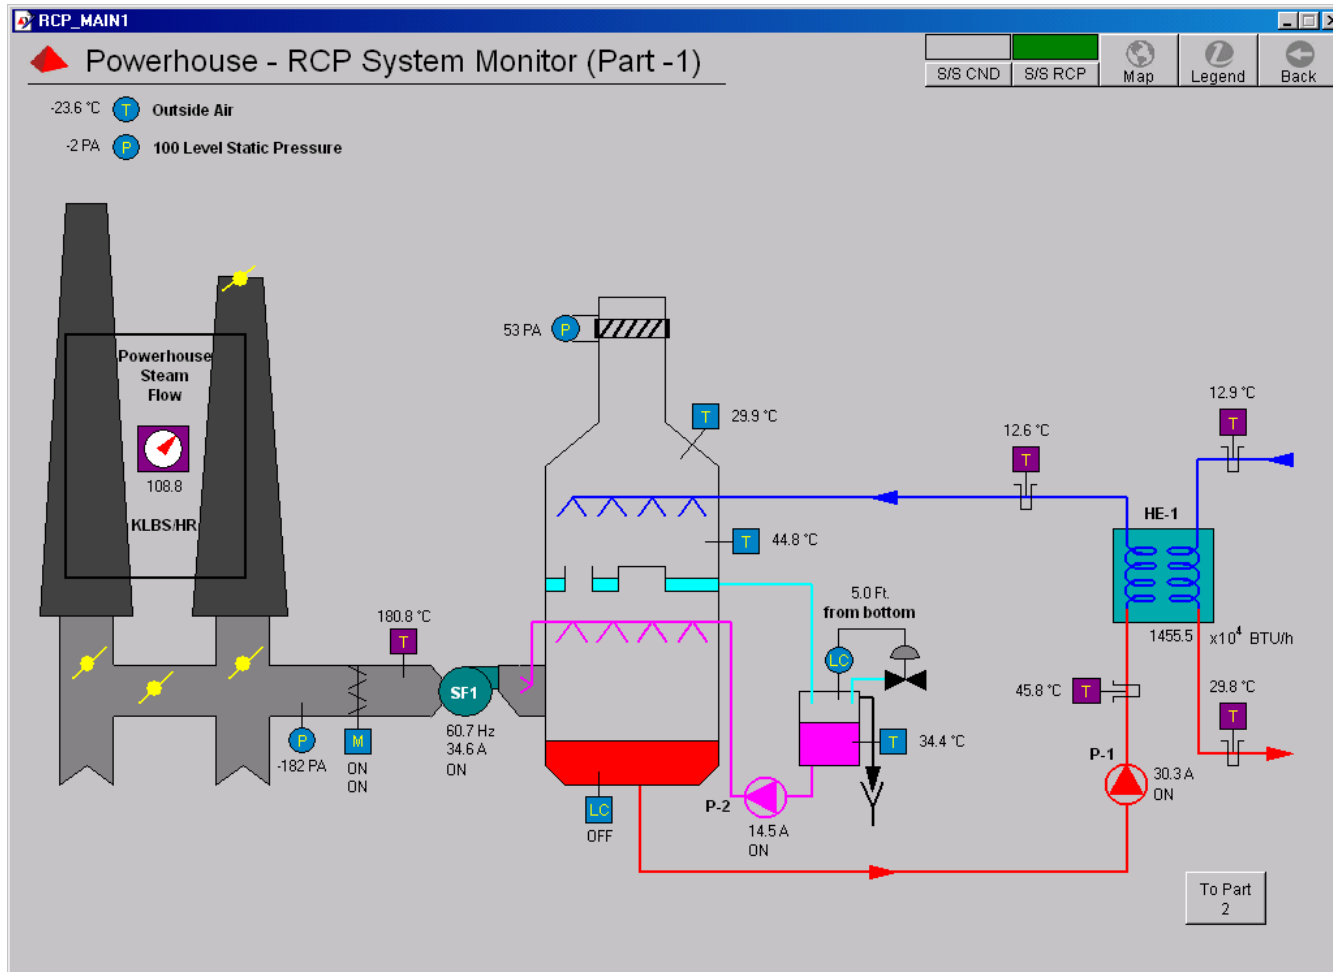 RCP_MAIN1
Powerhouse - RCP System Monitor (Part -1)
S/S CND
S/S RCP
Map
Legend
Back
-23.6 °C T Outside Air
-2 PA P 100 Level Static Pressure
Powerhouse
Steam
Flow
108.8
KLBS/HR
53 PA P
T 29.9 °C
T 44.8 °C
12.6 °C
T
12.9 °C
T
HE-1
1455.5 x10⁴ BTU/h
5.0 Ft.
from bottom
LC
180.8 °C
T
SF1
60.7 Hz
34.6 A
ON
P
-182 PA
M
ON
ON
LC
OFF
T 34.4 °C
P-2
14.5 A
ON
45.8 °C T
29.8 °C
T
P-1
30.3 A
ON
To Part
2